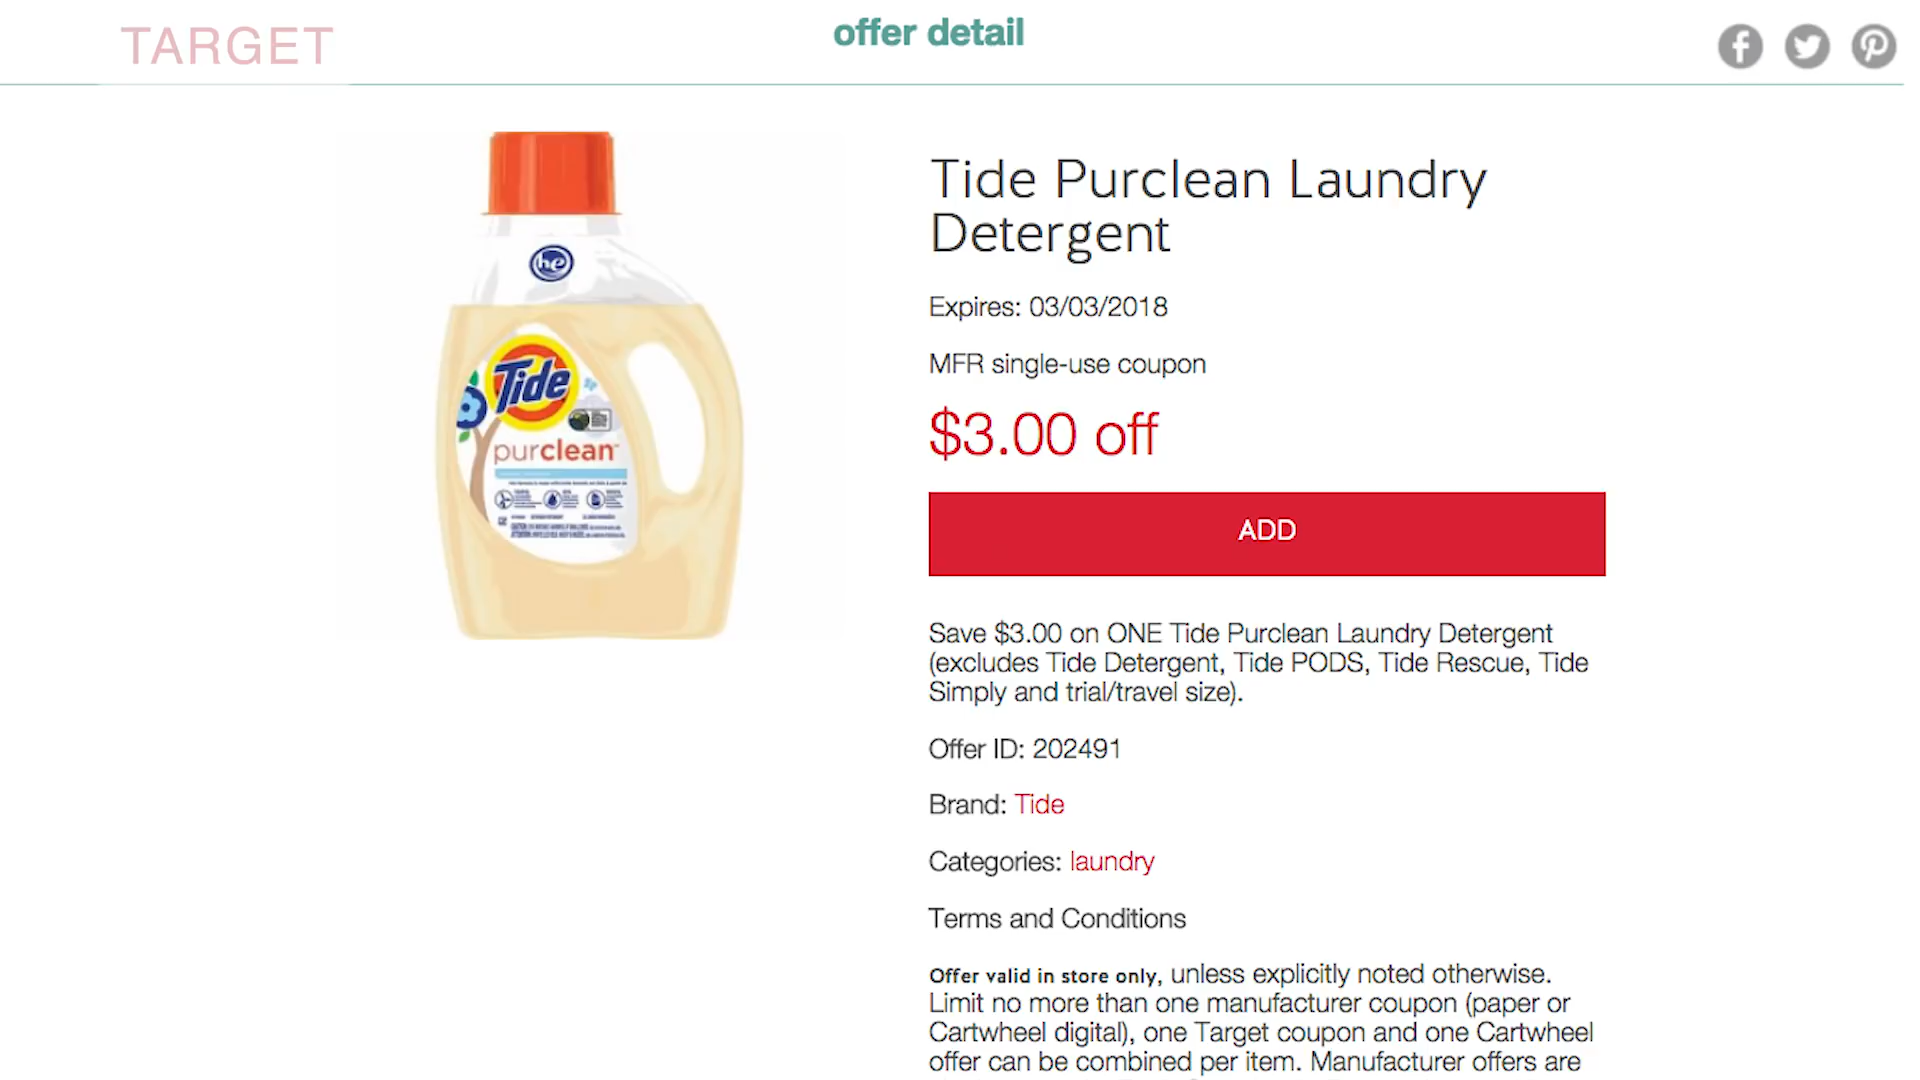 TARGET
offer detail
he
Tide
purclean
Tide Purclean Laundry
Detergent
Expires: 03/03/2018
MFR single-use coupon
$3.00 off
ADD
Save $3.00 on ONE Tide Purclean Laundry Detergent
(excludes Tide Detergent, Tide PODS, Tide Rescue, Tide
Simply and trial/travel size).
Offer ID: 202491
Brand: Tide
Categories: laundry
Terms and Conditions
Offer valid in store only, unless explicitly noted otherwise.
Limit no more than one manufacturer coupon (paper or
Cartwheel digital), one Target coupon and one Cartwheel
offer can be combined per item. Manufacturer offers are